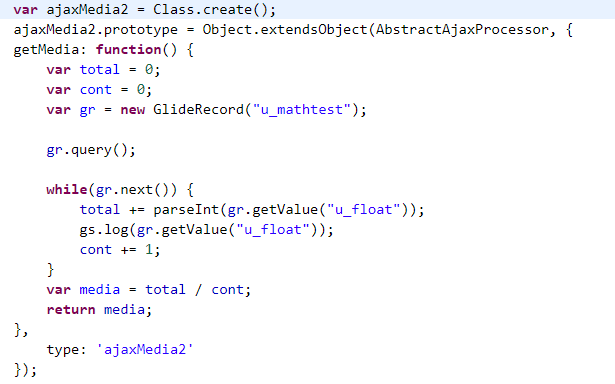 var ajaxMedia2 = Class.create();
ajaxMedia2.prototype = Object.extendsObject(AbstractAjaxProcessor, {
getMedia: function() {
    var total = 0;
    var cont = 0;
    var gr = new GlideRecord("u_mathtest");

    gr.query();

    while(gr.next()) {
        total += parseInt(gr.getValue("u_float"));
        gs.log(gr.getValue("u_float"));
        cont += 1;
    }
    var media = total / cont;
    return media;
},
    type: 'ajaxMedia2'
});